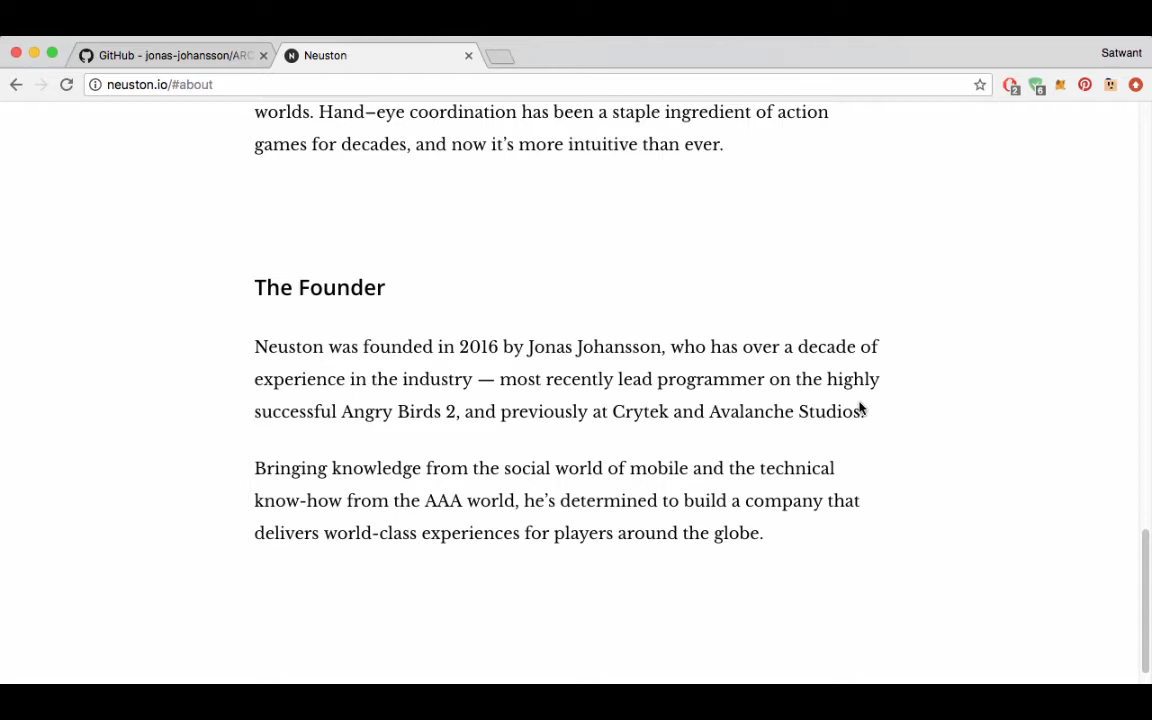 GitHub - jonas-johansson/ARC
Neuston
Satwant
neuston.io/#about
2
6
worlds. Hand–eye coordination has been a staple ingredient of action
games for decades, and now it’s more intuitive than ever.
The Founder
Neuston was founded in 2016 by Jonas Johansson, who has over a decade of
experience in the industry — most recently lead programmer on the highly
successful Angry Birds 2, and previously at Crytek and Avalanche Studios.
Bringing knowledge from the social world of mobile and the technical
know-how from the AAA world, he’s determined to build a company that
delivers world-class experiences for players around the globe.